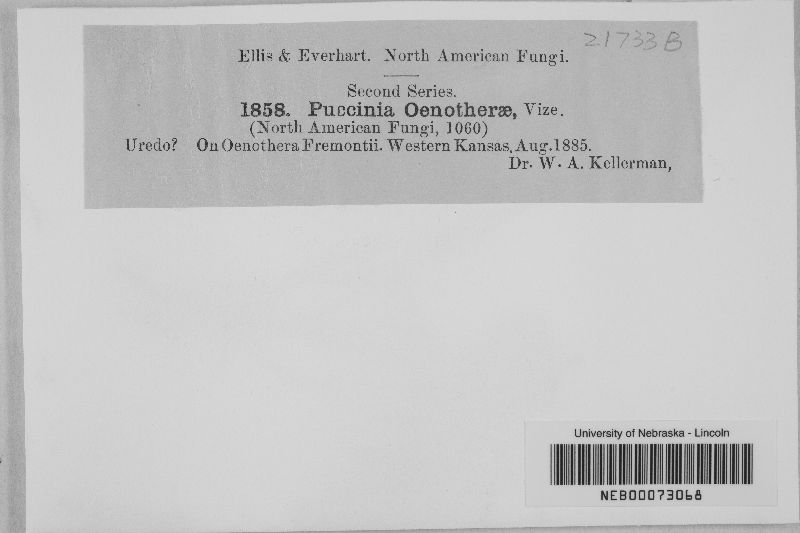 21733B
Ellis & Everhart. North American Fungi.
Second Series.
1858. Puccinia Oenotheræ, Vize.
(North American Fungi, 1060)
Uredo? On Oenothera Fremontii. Western Kansas, Aug. 1885.
Dr. W. A. Kellerman,
University of Nebraska - Lincoln
NEB00073068